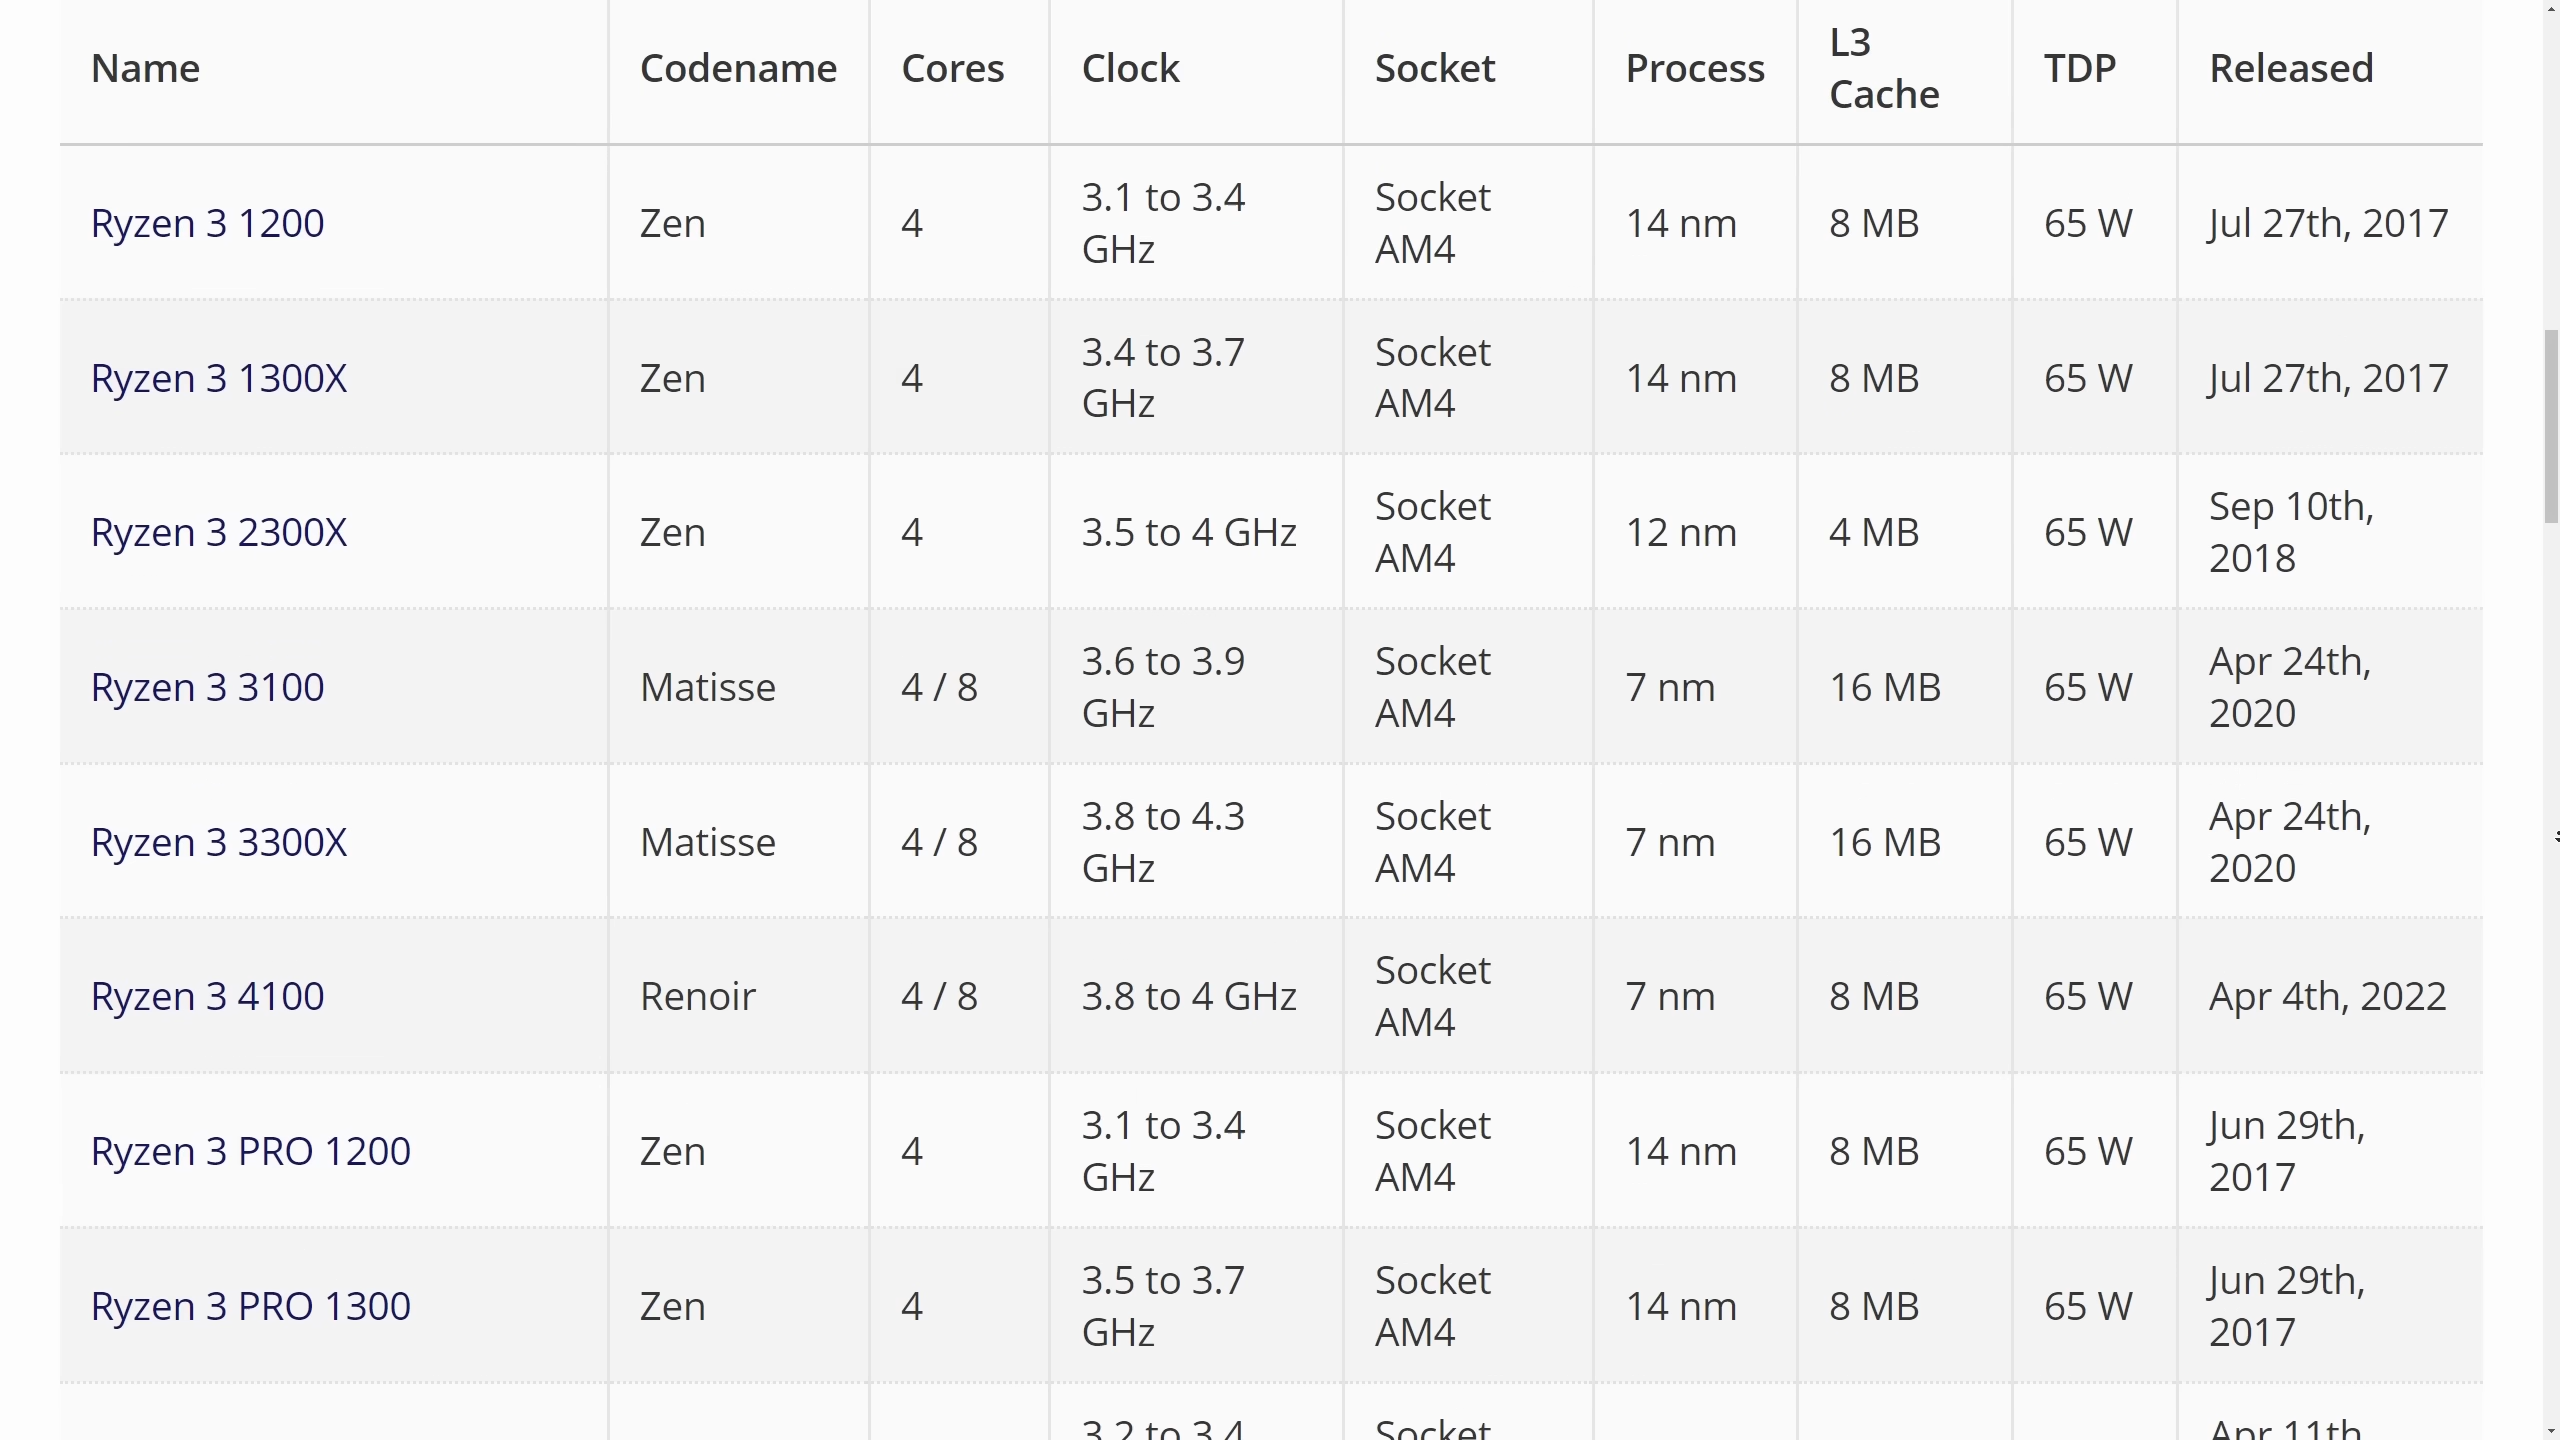 Name Codename Cores Clock Socket Process L3 Cache TDP Released
Ryzen 3 1200 Zen 4 3.1 to 3.4 GHz Socket AM4 14 nm 8 MB 65 W Jul 27th, 2017
Ryzen 3 1300X Zen 4 3.4 to 3.7 GHz Socket AM4 14 nm 8 MB 65 W Jul 27th, 2017
Ryzen 3 2300X Zen 4 3.5 to 4 GHz Socket AM4 12 nm 4 MB 65 W Sep 10th, 2018
Ryzen 3 3100 Matisse 4 / 8 3.6 to 3.9 GHz Socket AM4 7 nm 16 MB 65 W Apr 24th, 2020
Ryzen 3 3300X Matisse 4 / 8 3.8 to 4.3 GHz Socket AM4 7 nm 16 MB 65 W Apr 24th, 2020
Ryzen 3 4100 Renoir 4 / 8 3.8 to 4 GHz Socket AM4 7 nm 8 MB 65 W Apr 4th, 2022
Ryzen 3 PRO 1200 Zen 4 3.1 to 3.4 GHz Socket AM4 14 nm 8 MB 65 W Jun 29th, 2017
Ryzen 3 PRO 1300 Zen 4 3.5 to 3.7 GHz Socket AM4 14 nm 8 MB 65 W Jun 29th, 2017
3.2 to 3.4 Socket Apr 11th,